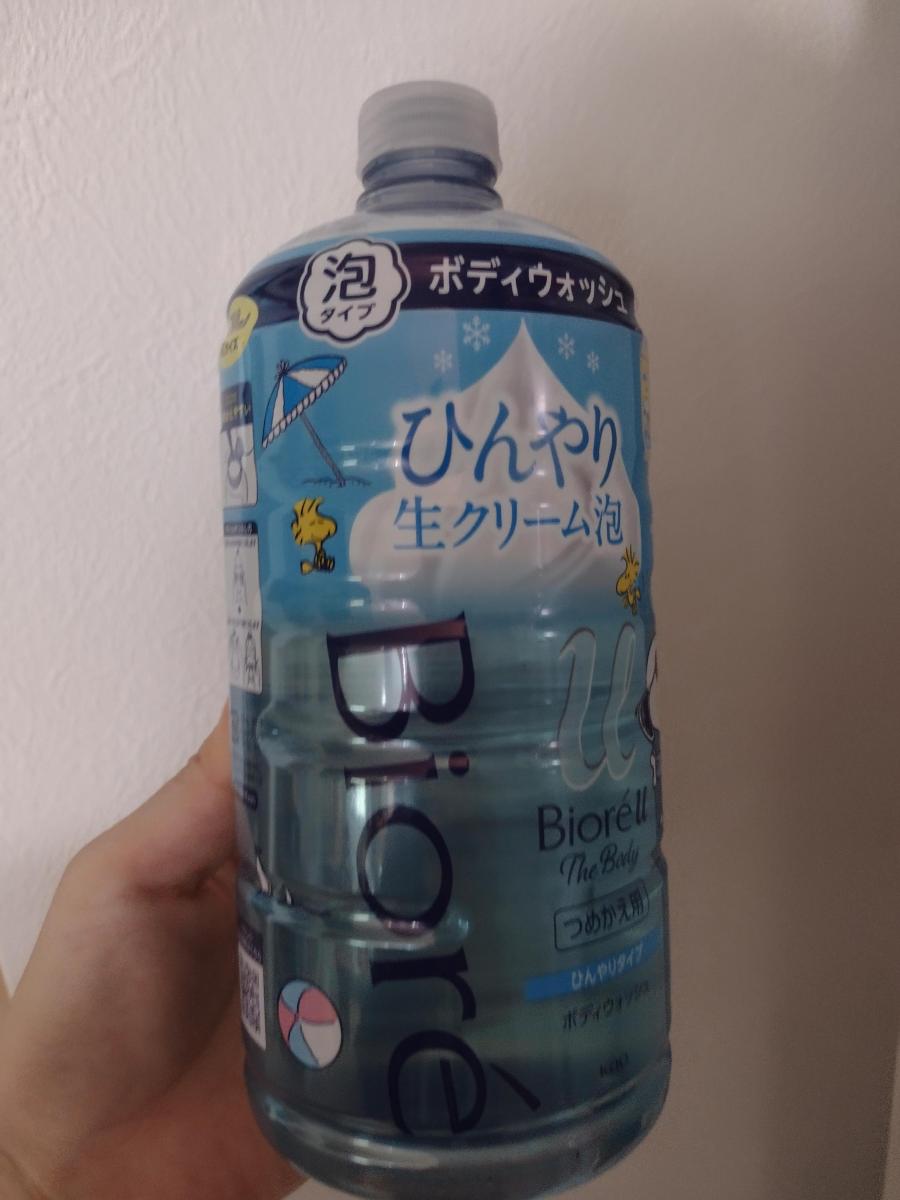 泡
タイプ
ボディウォッシュ
ひんやり
生クリーム泡
Bioré
u
Bioré u
The Body
つめかえ用
ひんやりタイプ
ボディウォッシュ
Kao